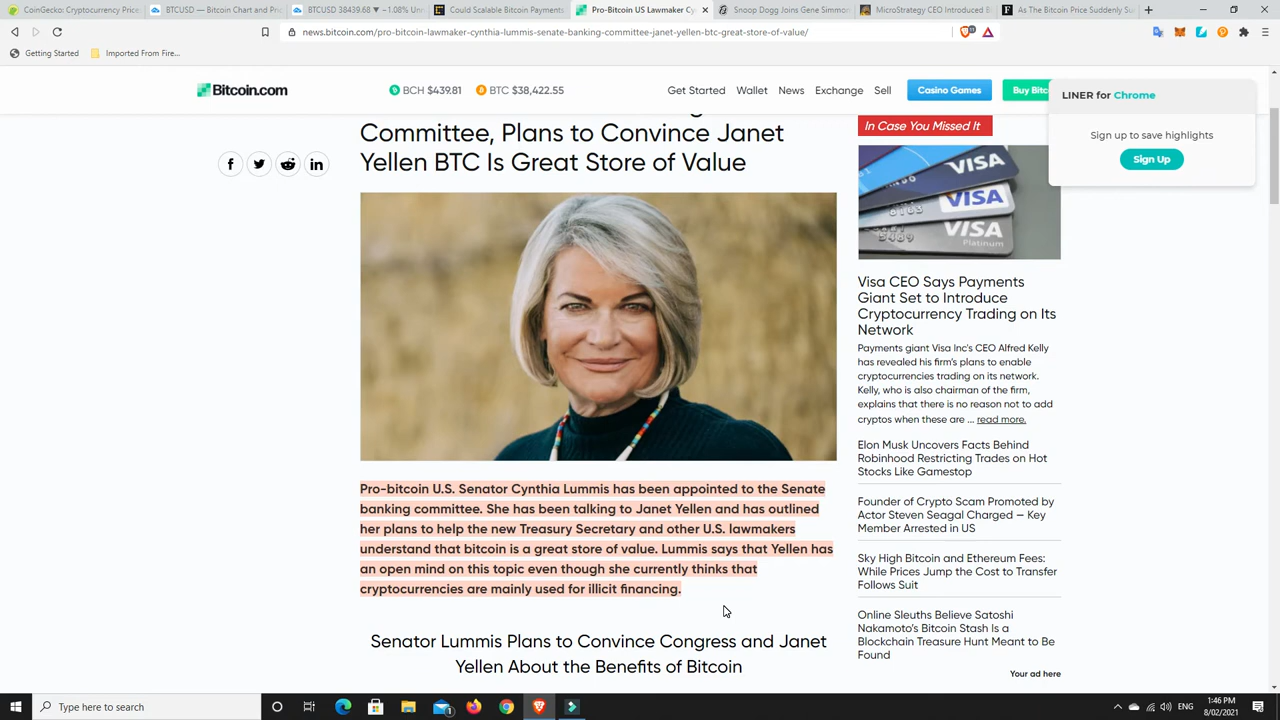 CoinGecko: Cryptocurrency Price
BTCUSD — Bitcoin Chart and Pri
BTCUSD 38439.68 ▼ −1.08% Un
Could Scalable Bitcoin Payments
Pro-Bitcoin US Lawmaker Cy
Snoop Dogg Joins Gene Simmon
MicroStrategy CEO Introduced B
As The Bitcoin Price Suddenly Su
news.bitcoin.com/pro-bitcoin-lawmaker-cynthia-lummis-senate-banking-committee-janet-yellen-btc-great-store-of-value/
Getting Started
Imported From Fire...
Bitcoin.com
BCH $439.81
BTC $38,422.55
Get Started
Wallet
News
Exchange
Sell
Casino Games
Buy Bitc
LINER for Chrome
Sign up to save highlights
Sign Up
Committee, Plans to Convince Janet
Yellen BTC Is Great Store of Value
Pro-bitcoin U.S. Senator Cynthia Lummis has been appointed to the Senate
banking committee. She has been talking to Janet Yellen and has outlined
her plans to help the new Treasury Secretary and other U.S. lawmakers
understand that bitcoin is a great store of value. Lummis says that Yellen has
an open mind on this topic even though she currently thinks that
cryptocurrencies are mainly used for illicit financing.
Senator Lummis Plans to Convince Congress and Janet
Yellen About the Benefits of Bitcoin
In Case You Missed It
VISA
VISA
VISA
Platinum
Visa CEO Says Payments
Giant Set to Introduce
Cryptocurrency Trading on Its
Network
Payments giant Visa Inc's CEO Alfred Kelly
has revealed his firm's plans to enable
cryptocurrencies trading on its network.
Kelly, who is also chairman of the firm,
explains that there is no reason not to add
cryptos when these are ... read more.
Elon Musk Uncovers Facts Behind
Robinhood Restricting Trades on Hot
Stocks Like Gamestop
Founder of Crypto Scam Promoted by
Actor Steven Seagal Charged — Key
Member Arrested in US
Sky High Bitcoin and Ethereum Fees:
While Prices Jump the Cost to Transfer
Follows Suit
Online Sleuths Believe Satoshi
Nakamoto's Bitcoin Stash Is a
Blockchain Treasure Hunt Meant to Be
Found
Your ad here
Type here to search
ENG
1:46 PM
8/02/2021